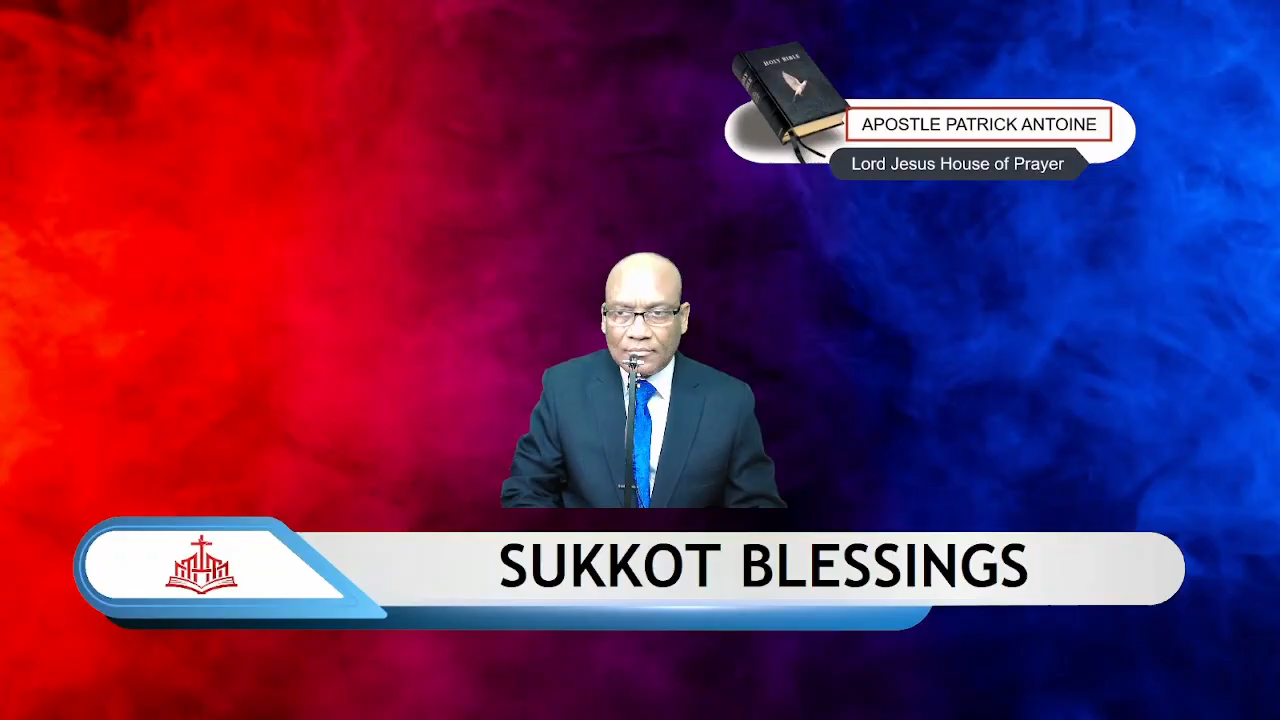 HOLY BIBLE
APOSTLE PATRICK ANTOINE
Lord Jesus House of Prayer
SUKKOT BLESSINGS